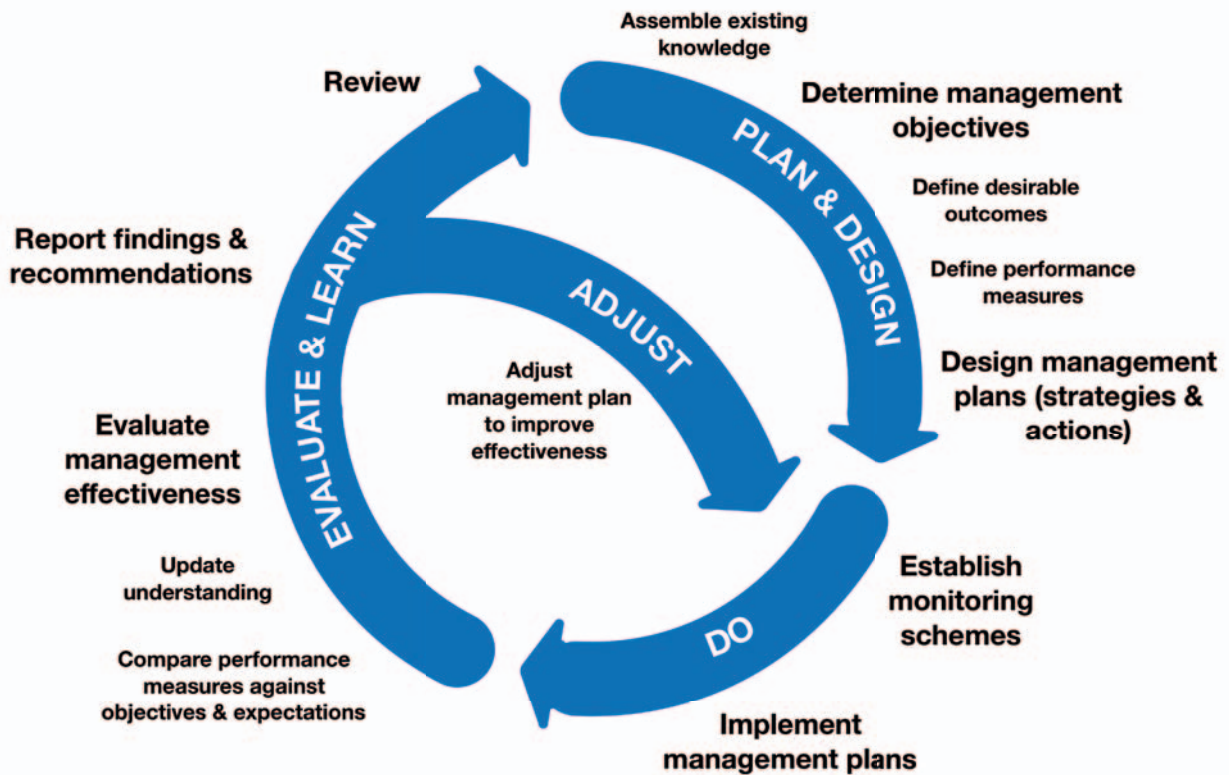 Assemble existing
knowledge
Review
Determine management
objectives
PLAN & DESIGN
Define desirable
outcomes
Report findings &
recommendations
Define performance
measures
EVALUATE & LEARN
ADJUST
Adjust
management plan
to improve
effectiveness
Design management
plans (strategies &
actions)
Evaluate
management
effectiveness
Update
understanding
Establish
monitoring
schemes
DO
Compare performance
measures against
objectives & expectations
Implement
management plans